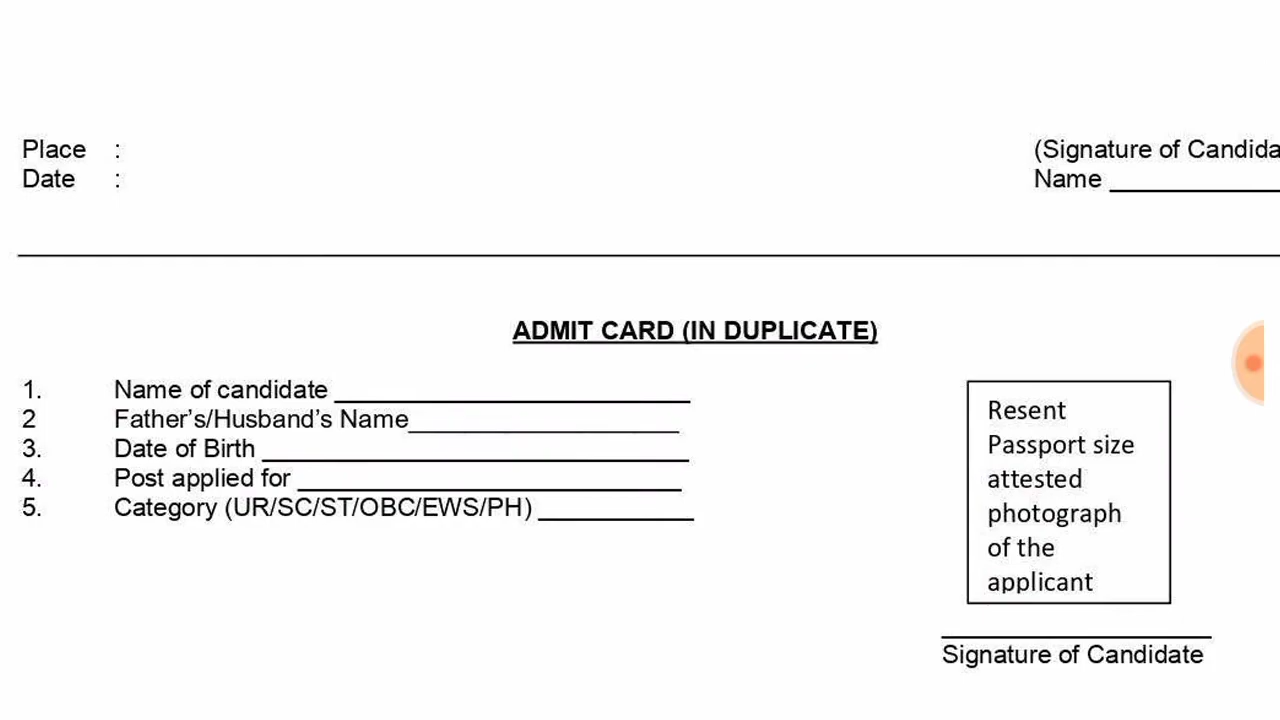 Place :
(Signature of Candida
Date :
Name
ADMIT CARD (IN DUPLICATE)
1. Name of candidate
2 Father's/Husband's Name
3. Date of Birth
4. Post applied for
5. Category (UR/SC/ST/OBC/EWS/PH)
Resent
Passport size
attested
photograph
of the
applicant
Signature of Candidate